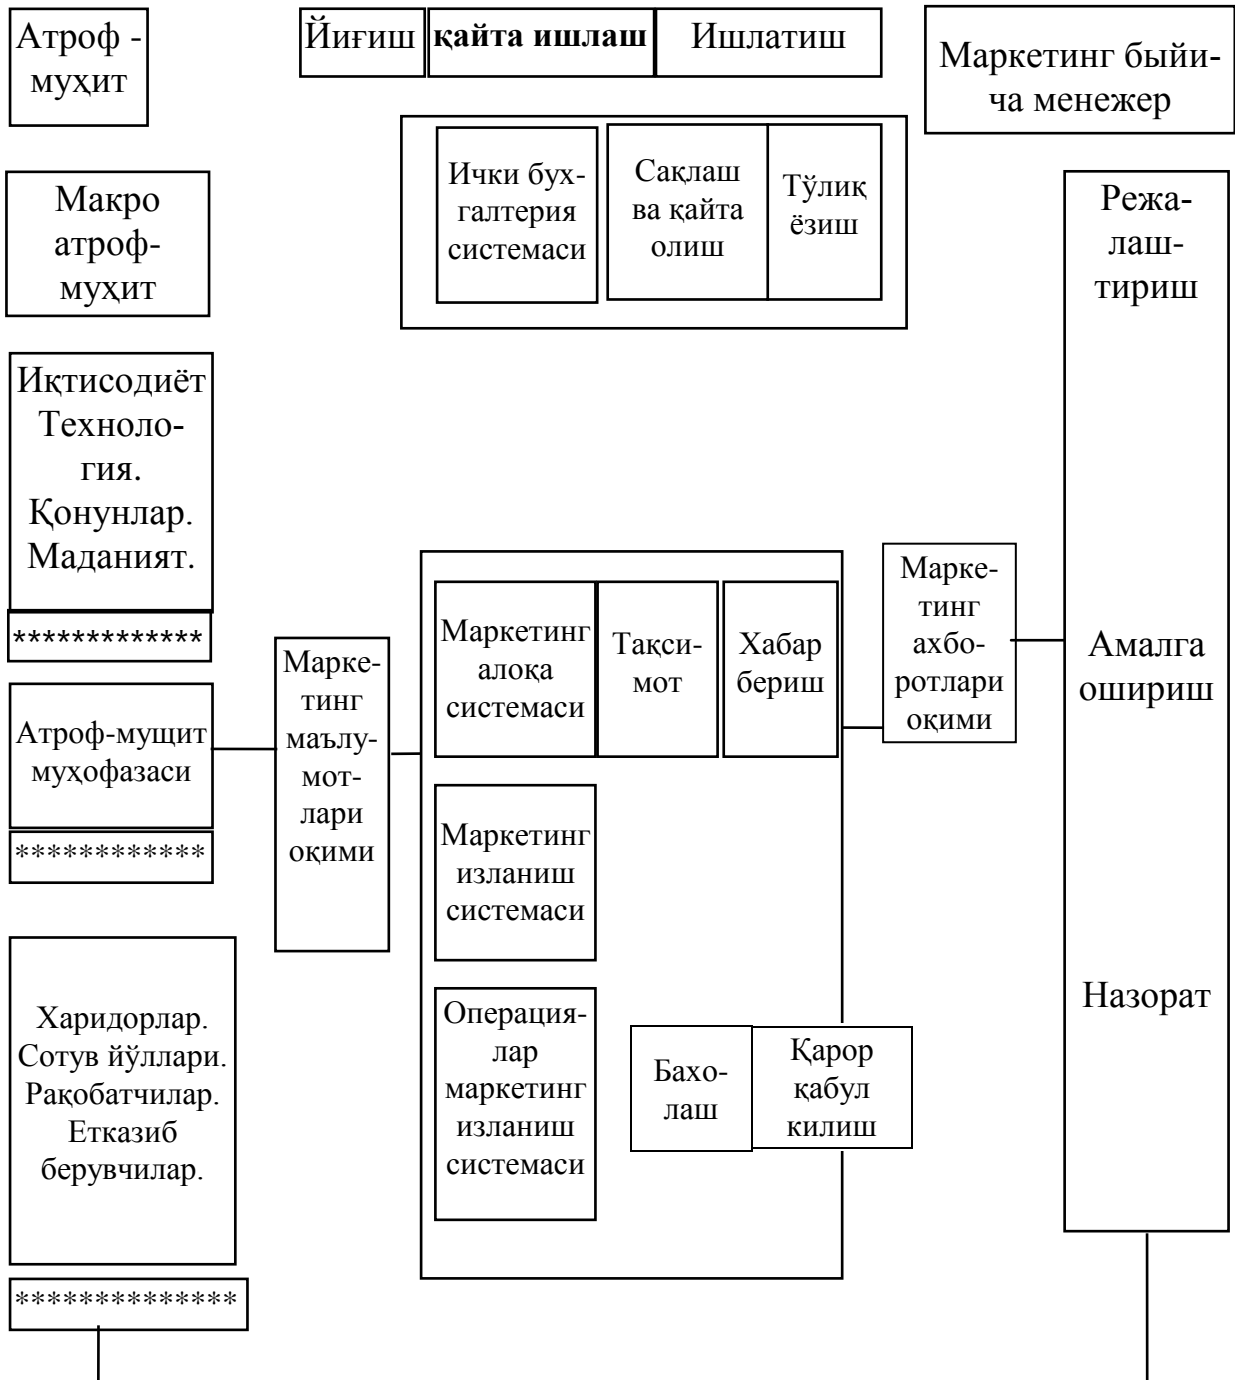 Атроф -
муҳит
Йиғиш
қайта ишлаш
Ишлатиш
Маркетинг быйи-
ча менежер
Макро
атроф-
муҳит
Ички бух-
галтерия
системаси
Сақлаш
ва қайта
олиш
Тўлиқ
ёзиш
Режа-
лаш-
тириш
Иқтисодиёт
Техноло-
гия.
Қонунлар.
Маданият.
*************
Атроф-мущит
муҳофазаси
************
Харидорлар.
Сотув йўллари.
Рақобатчилар.
Етказиб
берувчилар.
**************
Марке-
тинг
маълу-
мот-
лари
оқими
Маркетинг
алоқа
системаси
Тақси-
мот
Хабар
бериш
Маркетинг
изланиш
системаси
Операция-
лар
маркетинг
изланиш
системаси
Бахо-
лаш
Қарор
қабул
килиш
Марке-
тинг
ахбо-
ротлари
оқими
Амалга
ошириш
Назорат